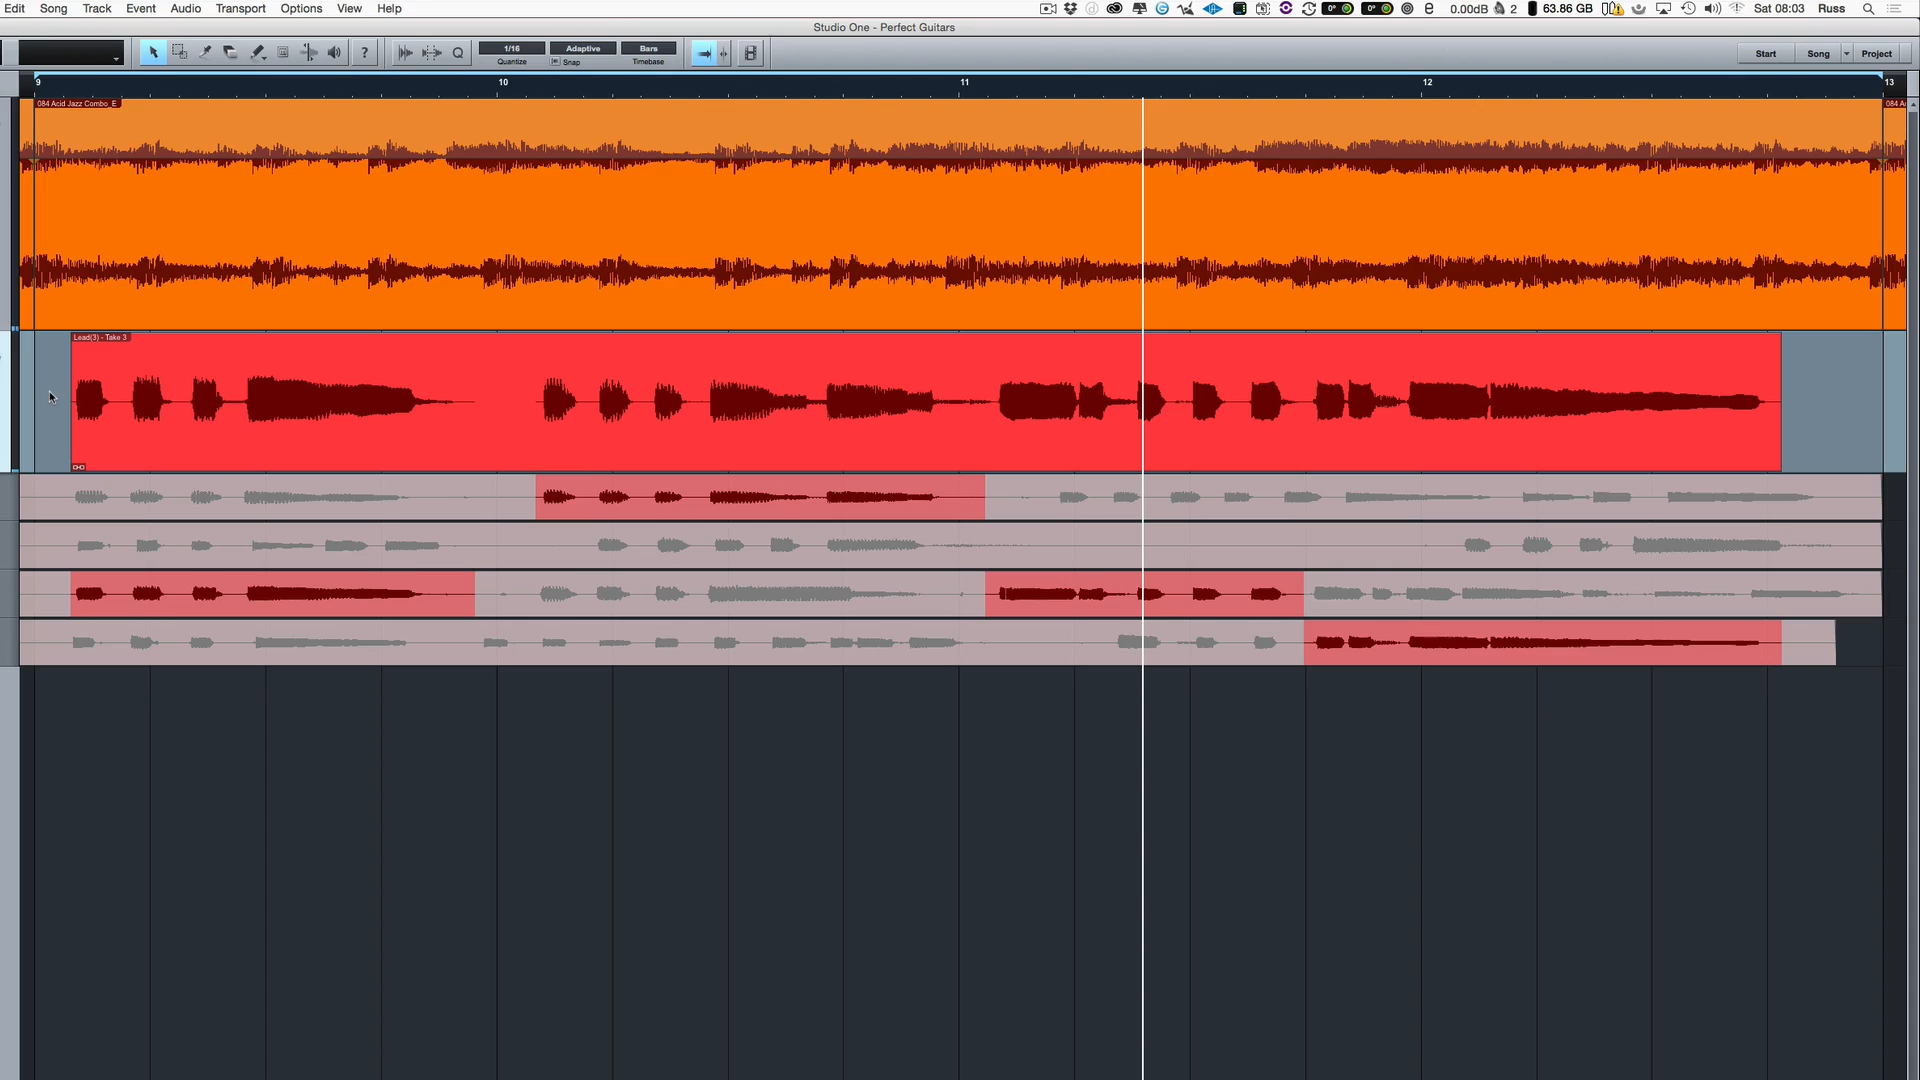 Edit Song Track Event Audio Transport Options View Help 0° 0° 0.00dB 2 63.86 GB Sat 08:03 Russ
Studio One - Perfect Guitars
? Q 1/16 Adaptive Bars Start Song Project
Quantize Snap Timebase
9 10 11 12 13
084 Acid Jazz Combo_E
084 A
Lead(3) - Take 3